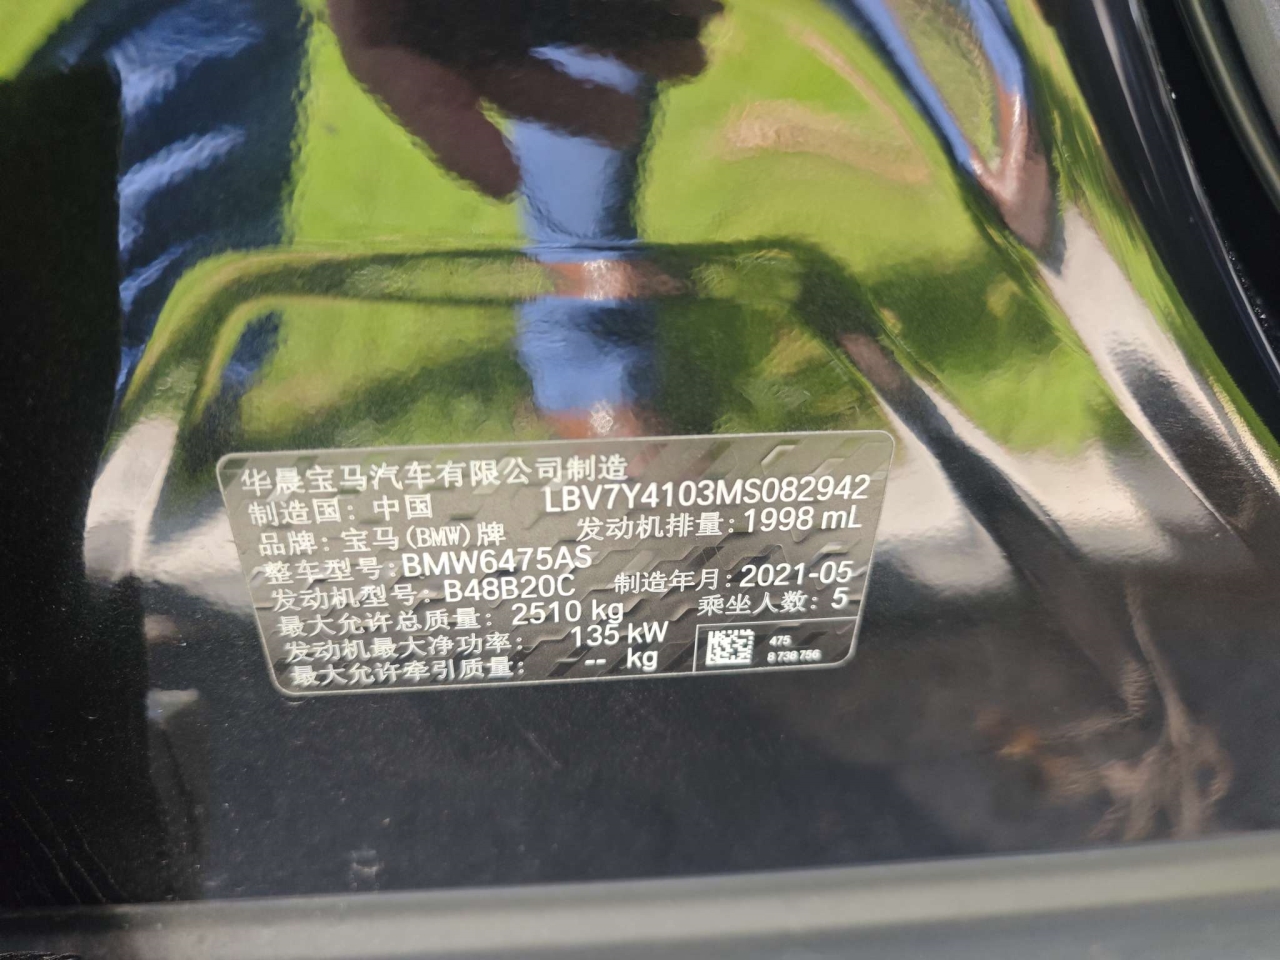 华晨宝马汽车有限公司制造
制造国：中国 LBV7Y4103MS082942
品牌：宝马(BMW)牌 发动机排量：1998 mL
整车型号：BMW6475AS
发动机型号：B48B20C 制造年月：2021-05
最大允许总质量：2510 kg 乘坐人数：5
发动机最大净功率：135 kW
最大允许牵引质量：-- kg
475
8 738 756